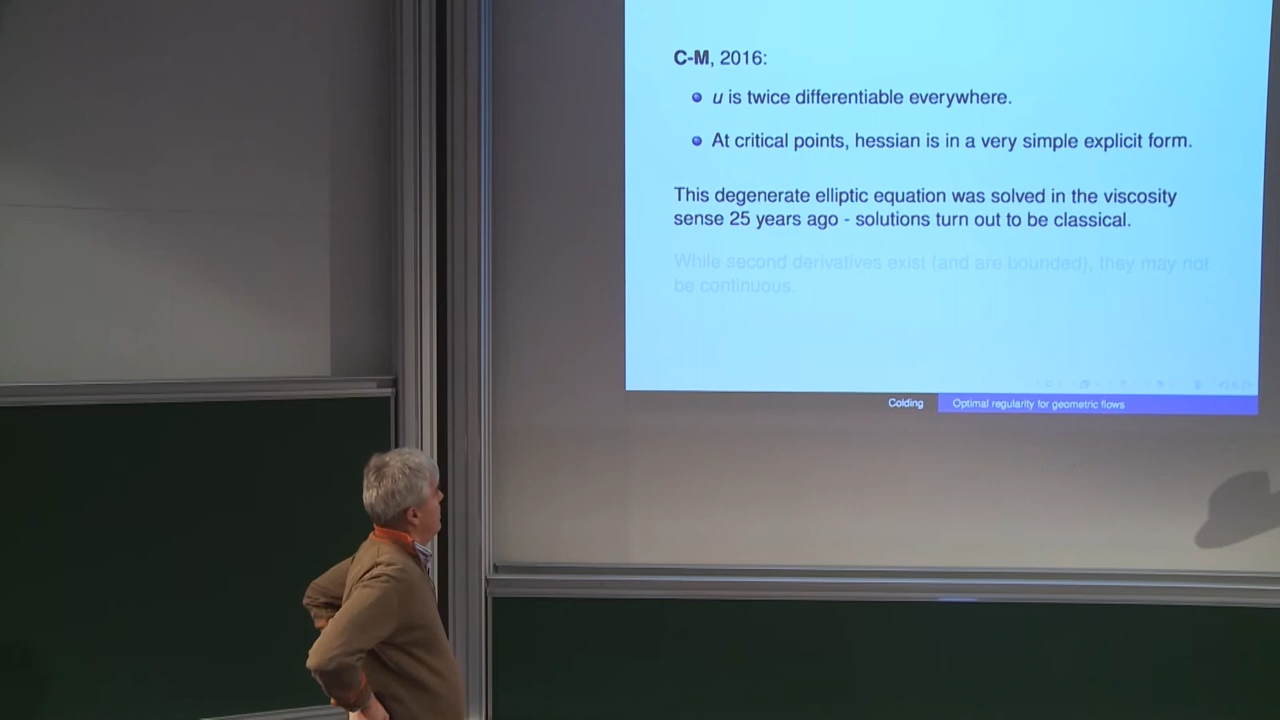 C-M, 2016:
u is twice differentiable everywhere.
At critical points, hessian is in a very simple explicit form.
This degenerate elliptic equation was solved in the viscosity
sense 25 years ago - solutions turn out to be classical.
While second derivatives exist (and are bounded), they may not
be continuous.
Colding
Optimal regularity for geometric flows